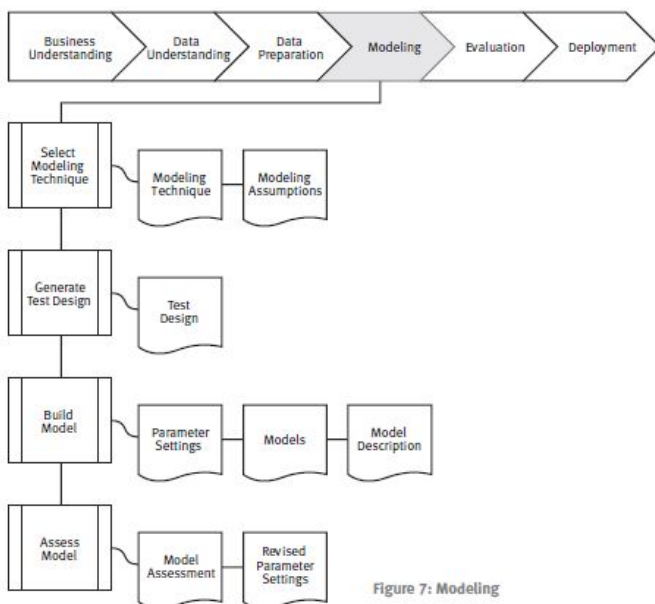 Business
Understanding
Data
Understanding
Data
Preparation
Modeling
Evaluation
Deployment
Select
Modeling
Technique
Modeling
Technique
Modeling
Assumptions
Generate
Test Design
Test
Design
Build
Model
Parameter
Settings
Models
Model
Description
Assess
Model
Model
Assessment
Revised
Parameter
Settings
Figure 7: Modeling